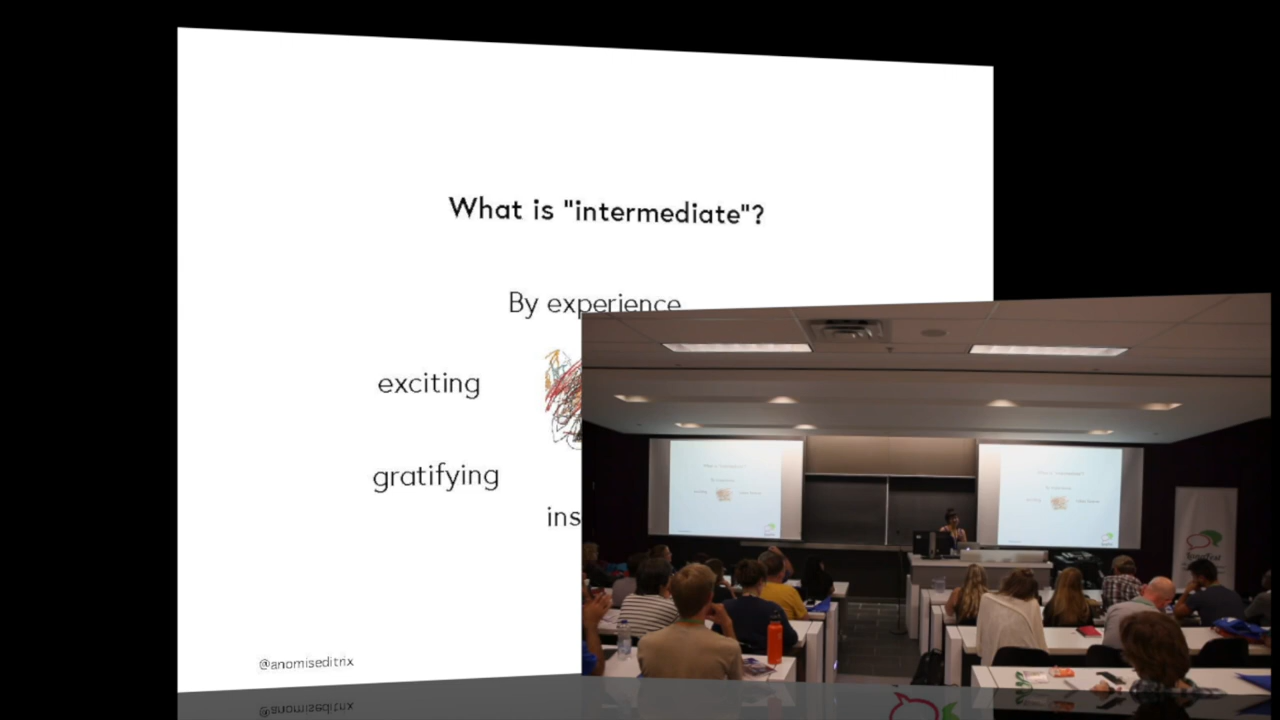 What is "intermediate"?
By experience
exciting
gratifying
ins
@anomiseditrix